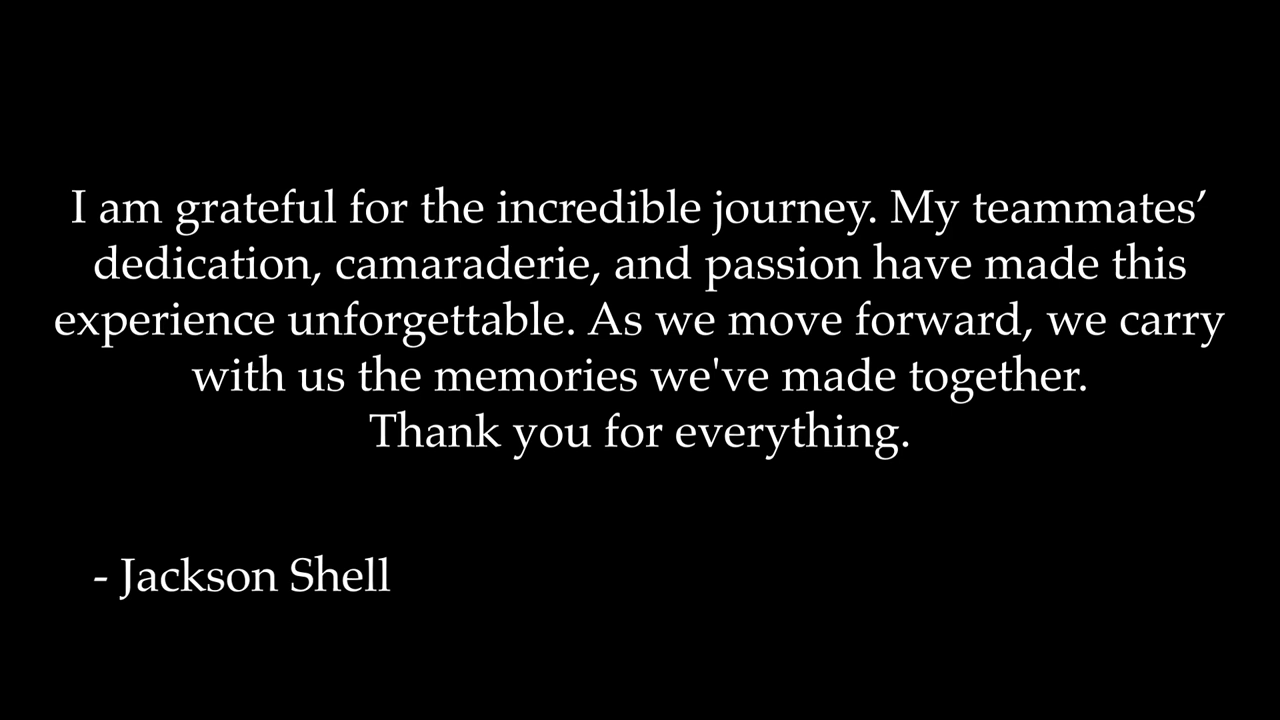 I am grateful for the incredible journey. My teammates’
dedication, camaraderie, and passion have made this
experience unforgettable. As we move forward, we carry
with us the memories we've made together.
Thank you for everything.
- Jackson Shell